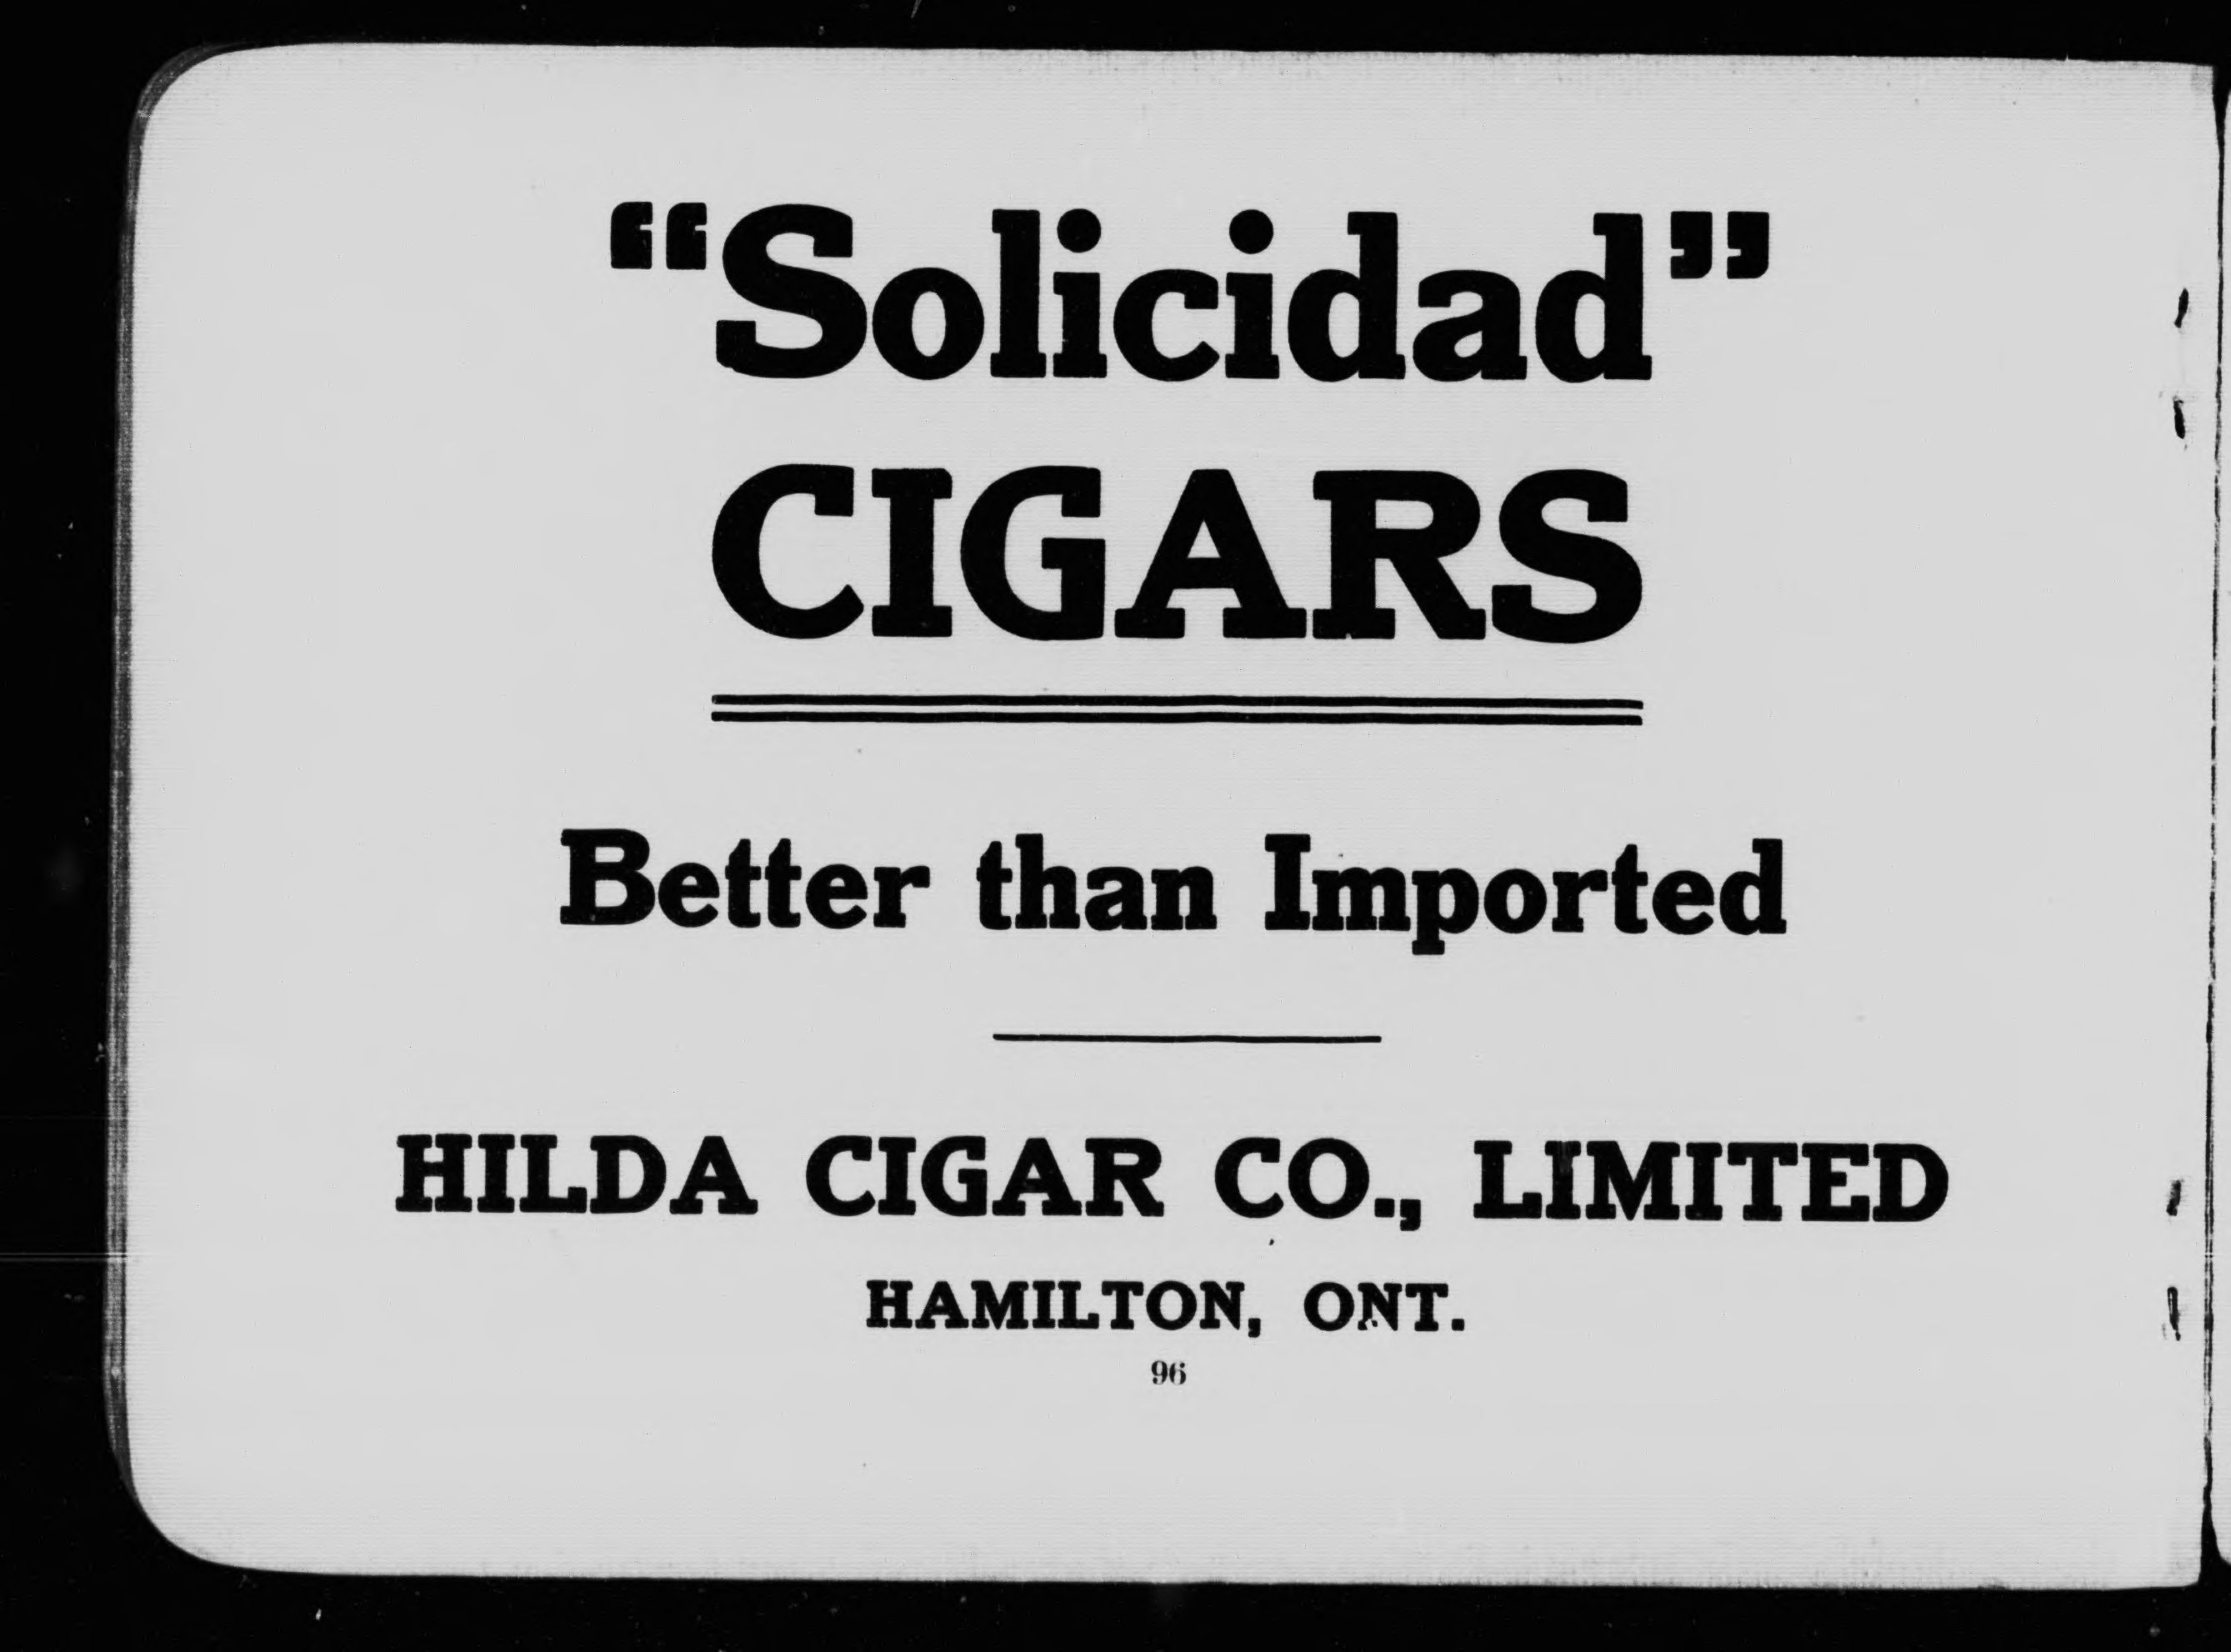 “Solicidad”
CIGARS
Better than Imported
HILDA CIGAR CO., LIMITED
HAMILTON, ONT.
96